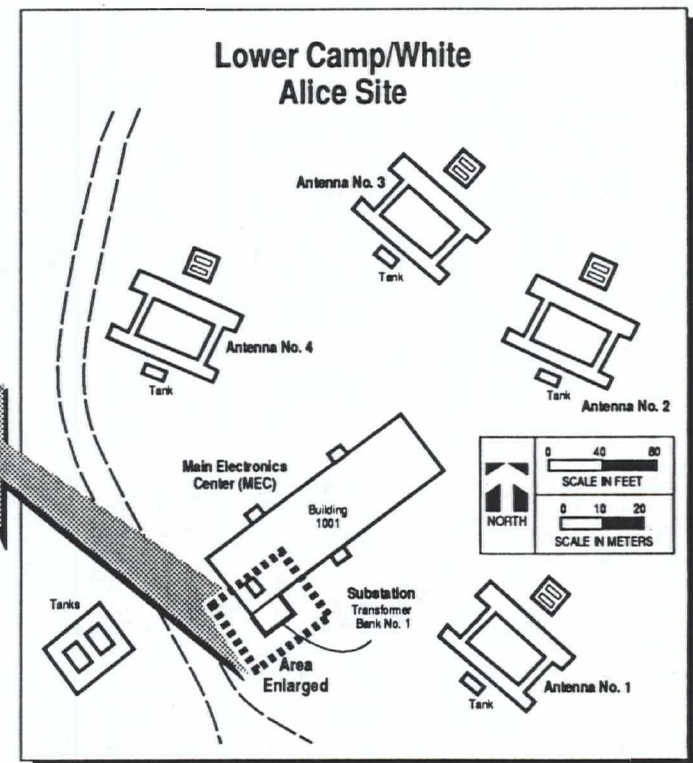 Lower Camp/White
Alice Site
Antenna No. 3
Tank
Antenna No. 4
Tank
Tank
Antenna No. 2
Main Electronics
Center (MEC)
Building
1001
0 40 80
SCALE IN FEET
0 10 20
SCALE IN METERS
NORTH
Tanks
Substation
Transformer
Bank No. 1
Area
Enlarged
Antenna No. 1
Tank